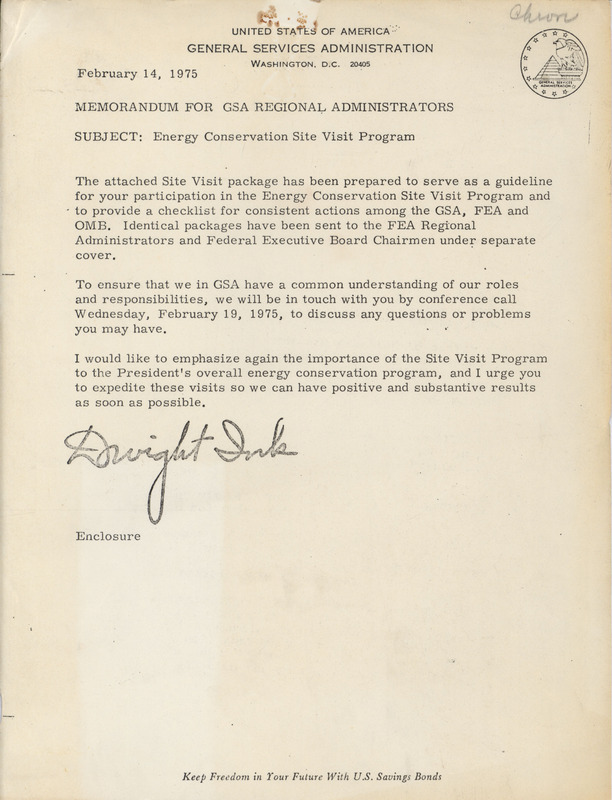 Chron
UNITED STATES OF AMERICA
GENERAL SERVICES ADMINISTRATION
WASHINGTON, D.C. 20405
GENERAL SERVICES
ADMINISTRATION
February 14, 1975
MEMORANDUM FOR GSA REGIONAL ADMINISTRATORS
SUBJECT: Energy Conservation Site Visit Program
The attached Site Visit package has been prepared to serve as a guideline
for your participation in the Energy Conservation Site Visit Program and
to provide a checklist for consistent actions among the GSA, FEA and
OMB. Identical packages have been sent to the FEA Regional
Administrators and Federal Executive Board Chairmen under separate
cover.
To ensure that we in GSA have a common understanding of our roles
and responsibilities, we will be in touch with you by conference call
Wednesday, February 19, 1975, to discuss any questions or problems
you may have.
I would like to emphasize again the importance of the Site Visit Program
to the President's overall energy conservation program, and I urge you
to expedite these visits so we can have positive and substantive results
as soon as possible.
Dwight Ink
Enclosure
Keep Freedom in Your Future With U.S. Savings Bonds